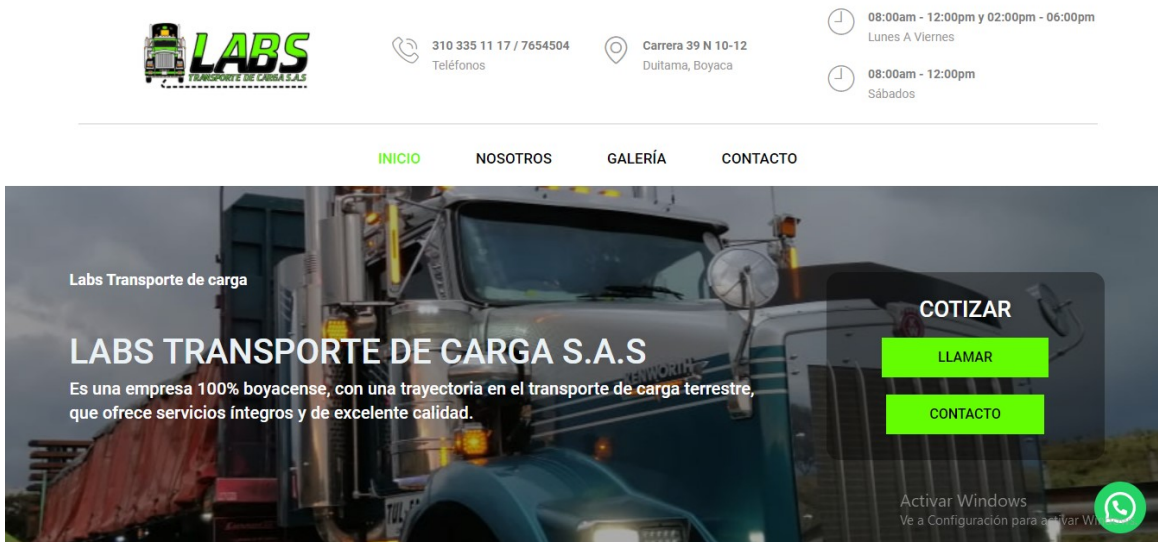 LABS
TRANSPORTE DE CARGA S.A.S
310 335 11 17 / 7654504
Teléfonos
Carrera 39 N 10-12
Duitama, Boyaca
08:00am - 12:00pm y 02:00pm - 06:00pm
Lunes A Viernes
08:00am - 12:00pm
Sábados
INICIO
NOSOTROS
GALERÍA
CONTACTO
Labs Transporte de carga
LABS TRANSPORTE DE CARGA S.A.S
Es una empresa 100% boyacense, con una trayectoria en el transporte de carga terrestre,
que ofrece servicios íntegros y de excelente calidad.
COTIZAR
LLAMAR
CONTACTO
KENWORTH
Activar Windows
Ve a Configuración para activar